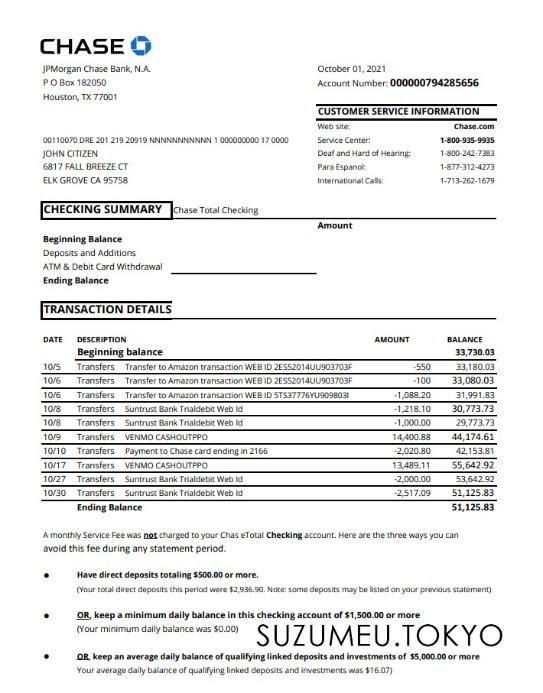 CHASE
JPMorgan Chase Bank, N.A.
P O Box 182050
Houston, TX 77001
October 01, 2021
Account Number: 000000794285656
CUSTOMER SERVICE INFORMATION
Web site: Chase.com
Service Center: 1-800-935-9935
Deaf and Hard of Hearing: 1-800-242-7383
Para Espanol: 1-877-312-4273
International Calls: 1-713-262-1679
00110070 DRE 201 219 20919 NNNNNNNNNNN 1 000000000 17 0000
JOHN CITIZEN
6817 FALL BREEZE CT
ELK GROVE CA 95758
CHECKING SUMMARY Chase Total Checking
Amount
Beginning Balance
Deposits and Additions
ATM & Debit Card Withdrawal
Ending Balance
TRANSACTION DETAILS
DATE DESCRIPTION AMOUNT BALANCE
Beginning balance 33,730.03
10/5 Transfers Transfer to Amazon transaction WEB ID 2ES52014UU903703F -550 33,180.03
10/6 Transfers Transfer to Amazon transaction WEB ID 2ES52014UU903703F -100 33,080.03
10/6 Transfers Transfer to Amazon transaction WEB ID 5TS37776YU909803I -1,088.20 31,991.83
10/8 Transfers Suntrust Bank Trialdebit Web Id -1,218.10 30,773.73
10/8 Transfers Suntrust Bank Trialdebit Web Id -1,000.00 29,773.73
10/9 Transfers VENMO CASHOUTPPO 14,400.88 44,174.61
10/10 Transfers Payment to Chase card ending in 2166 -2,020.80 42,153.81
10/17 Transfers VENMO CASHOUTPPO 13,489.11 55,642.92
10/27 Transfers Suntrust Bank Trialdebit Web Id -2,000.00 53,642.92
10/30 Transfers Suntrust Bank Trialdebit Web Id -2,517.09 51,125.83
Ending Balance 51,125.83
A monthly Service Fee was not charged to your Chas eTotal Checking account. Here are the three ways you can
avoid this fee during any statement period.
● Have direct deposits totaling $500.00 or more.
(Your total direct deposits this period were $2,936.90. Note: some deposits may be listed on your previous statement)
● OR, keep a minimum daily balance in this checking account of $1,500.00 or more
(Your minimum daily balance was $0.00)
SUZUMEU.TOKYO
● OR, keep an average daily balance of qualifying linked deposits and investments of $5,000.00 or more
Your average daily balance of qualifying linked deposits and investments was $16.07)